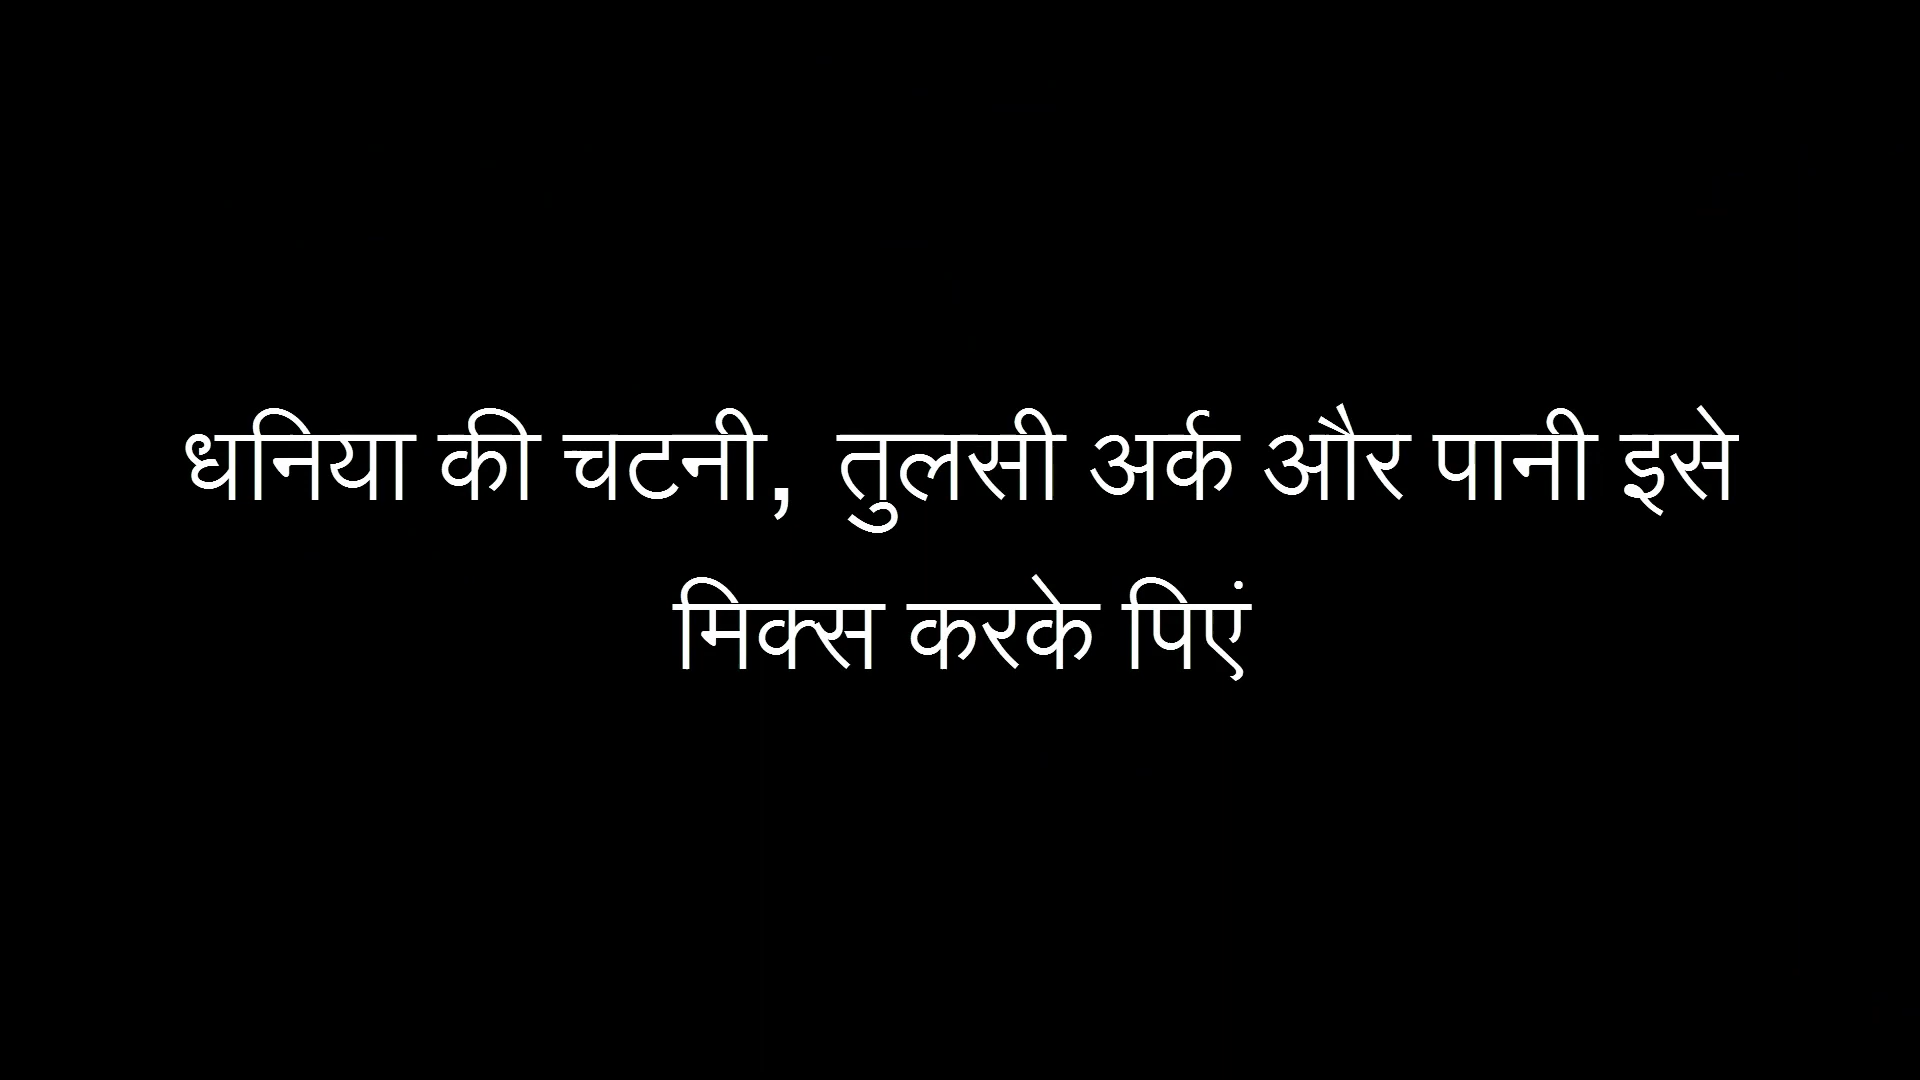 धनिया की चटनी, तुलसी अर्क और पानी इसे
मिक्स करके पिएं